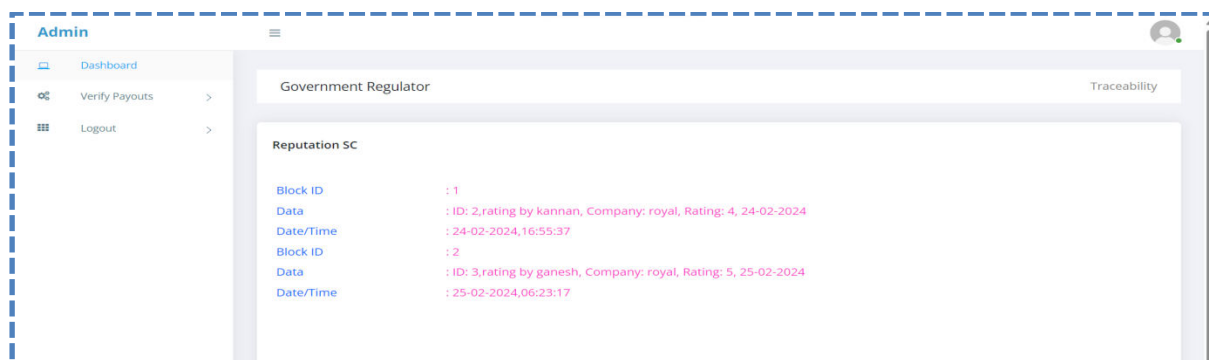 Admin
Dashboard
Verify Payouts
Logout
Government Regulator Traceability
Reputation SC
Block ID : 1
Data : ID: 2,rating by kannan, Company: royal, Rating: 4, 24-02-2024
Date/Time : 24-02-2024,16:55:37
Block ID : 2
Data : ID: 3,rating by ganesh, Company: royal, Rating: 5, 25-02-2024
Date/Time : 25-02-2024,06:23:17